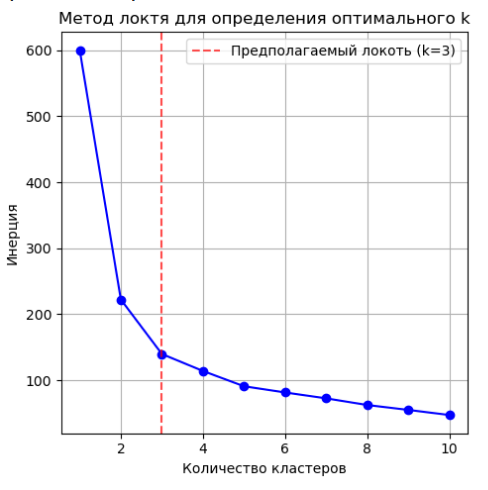 Метод локтя для определения оптимального k
Предполагаемый локоть (k=3)
600
500
400
300
200
100
Инерция
2 4 6 8 10
Количество кластеров